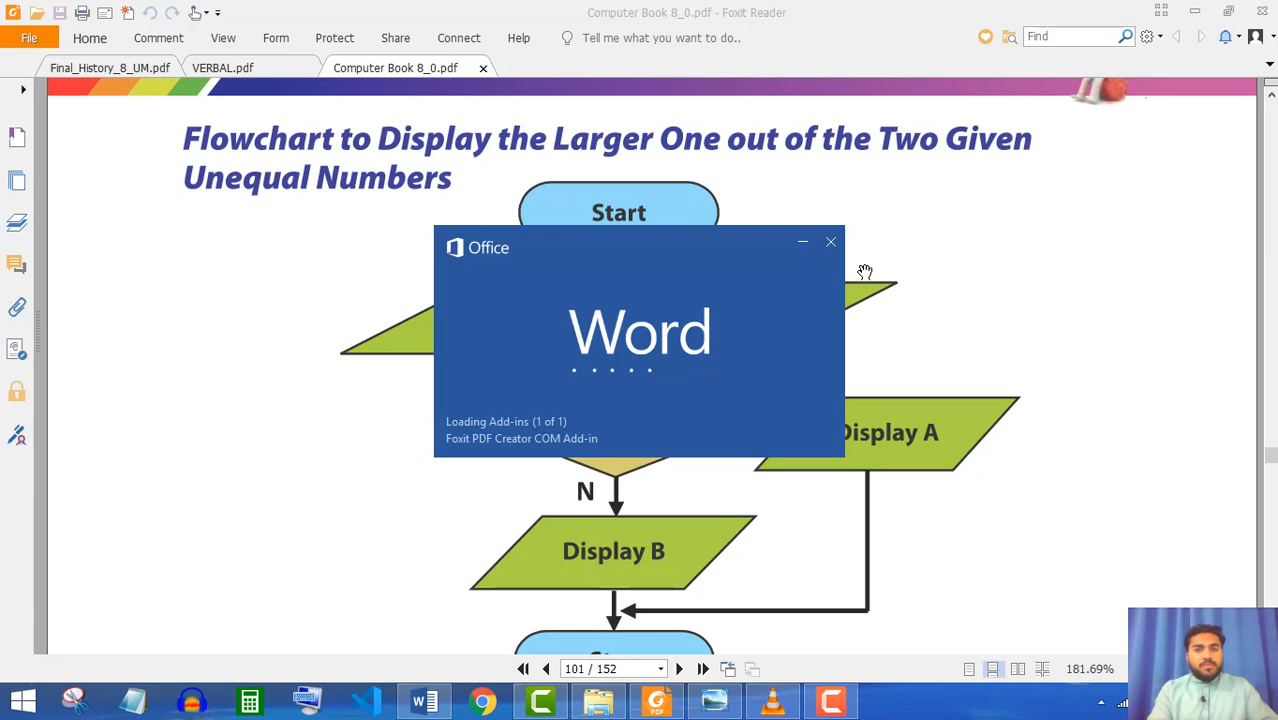 Computer Book 8_0.pdf - Foxit Reader
File Home Comment View Form Protect Share Connect Help Tell me what you want to do.. Find
Final_History_8_UM.pdf VERBAL.pdf Computer Book 8_0.pdf
Flowchart to Display the Larger One out of the Two Given
Unequal Numbers
Start
Office
Word
Loading Add-ins (1 of 1)
Foxit PDF Creator COM Add-in
Display A
N
Display B
101 / 152
181.69%